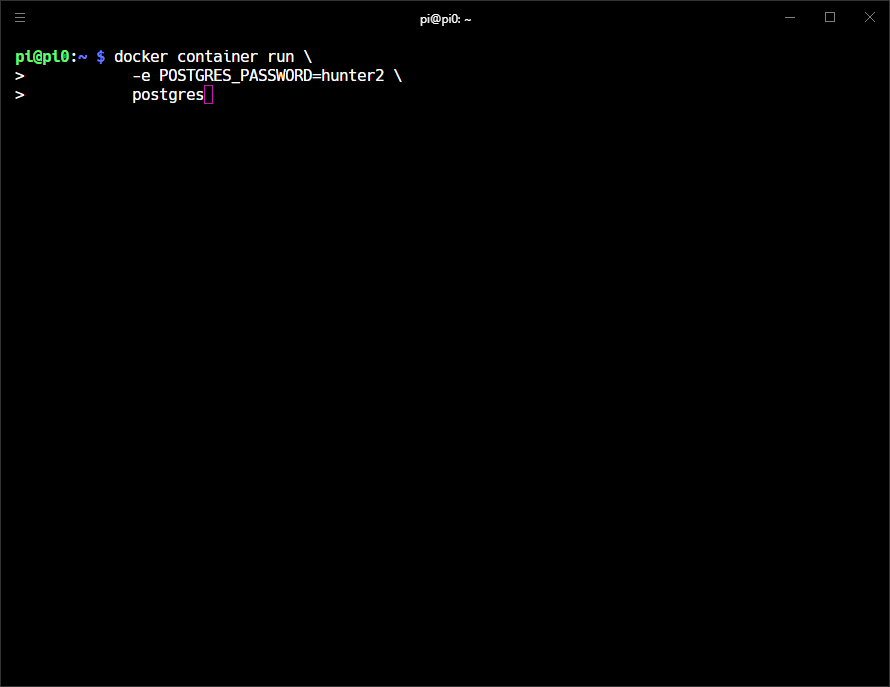 pi@pi0: ~
pi@pi0:~ $ docker container run \
>            -e POSTGRES_PASSWORD=hunter2 \
>            postgres